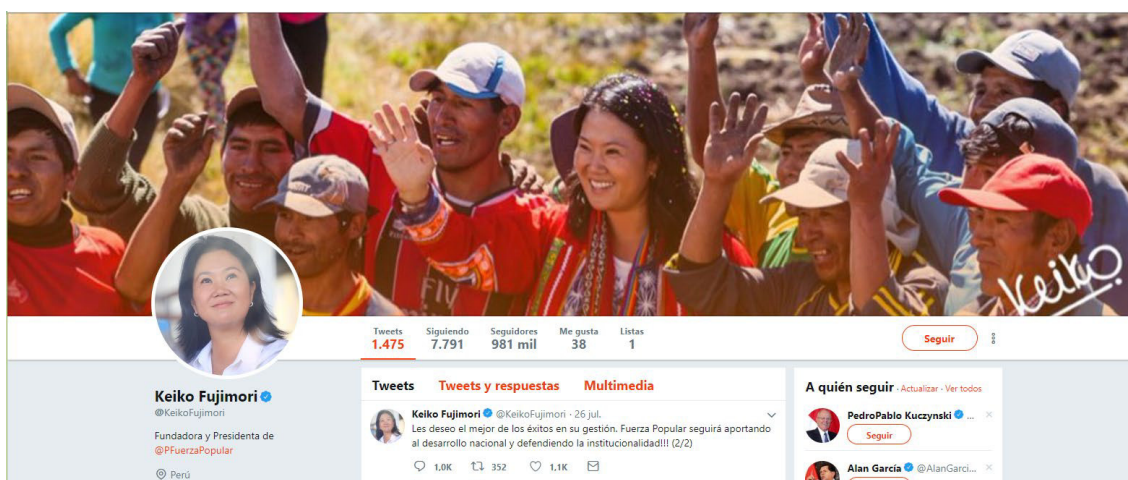 FIV
Keiko
Tweets
1.475
Siguiendo
7.791
Seguidores
981 mil
Me gusta
38
Listas
1
Seguir
Keiko Fujimori
@KeikoFujimori
Fundadora y Presidenta de
@PFuerzaPopular
Perú
Tweets Tweets y respuestas Multimedia
Keiko Fujimori @KeikoFujimori · 26 jul.
Les deseo el mejor de los éxitos en su gestión. Fuerza Popular seguirá aportando
al desarrollo nacional y defendiendo la institucionalidad!!! (2/2)
1,0K 352 1,1K
A quién seguir · Actualizar · Ver todos
PedroPablo Kuczynski ...
Seguir
Alan García @AlanGarci...